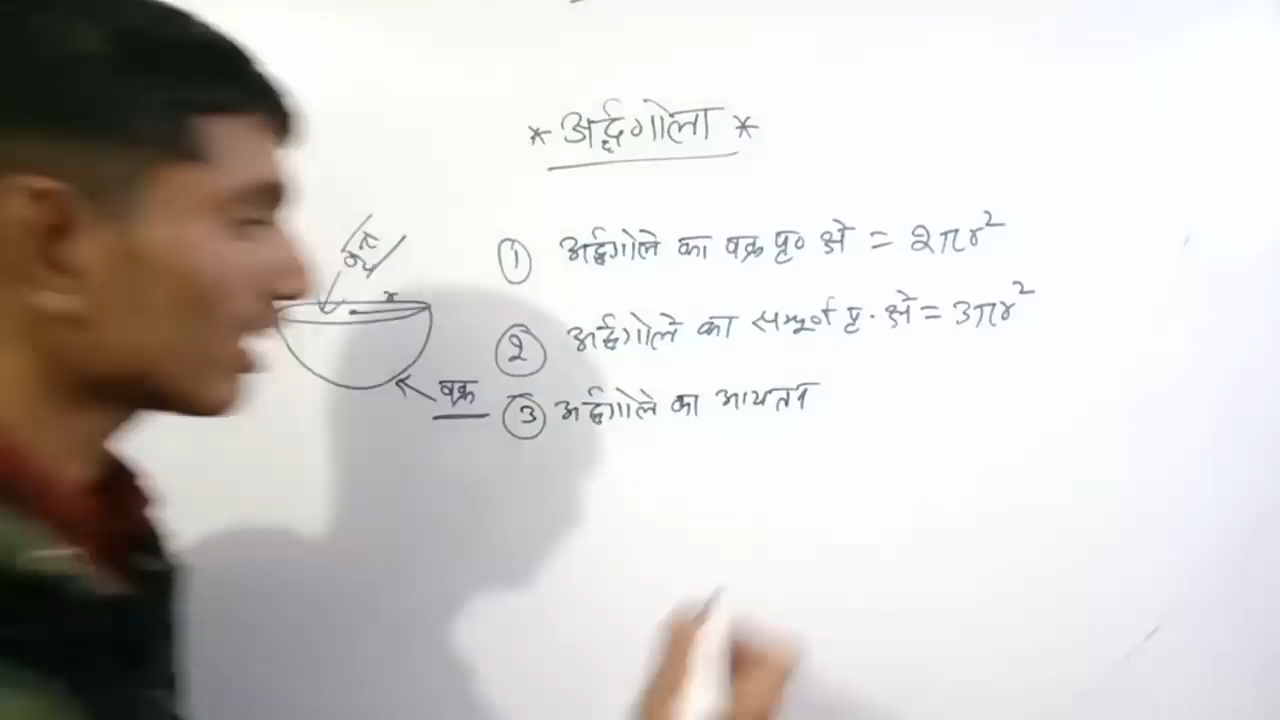 * अर्द्धगोला *
① अर्द्धगोले का वक्र पृ० क्षे = 2πr²
② अर्द्धगोले का सम्पूर्ण पृ. क्षे = 3πr²
③ अर्द्धगोले का आयतन
वृत्त
r
वक्र